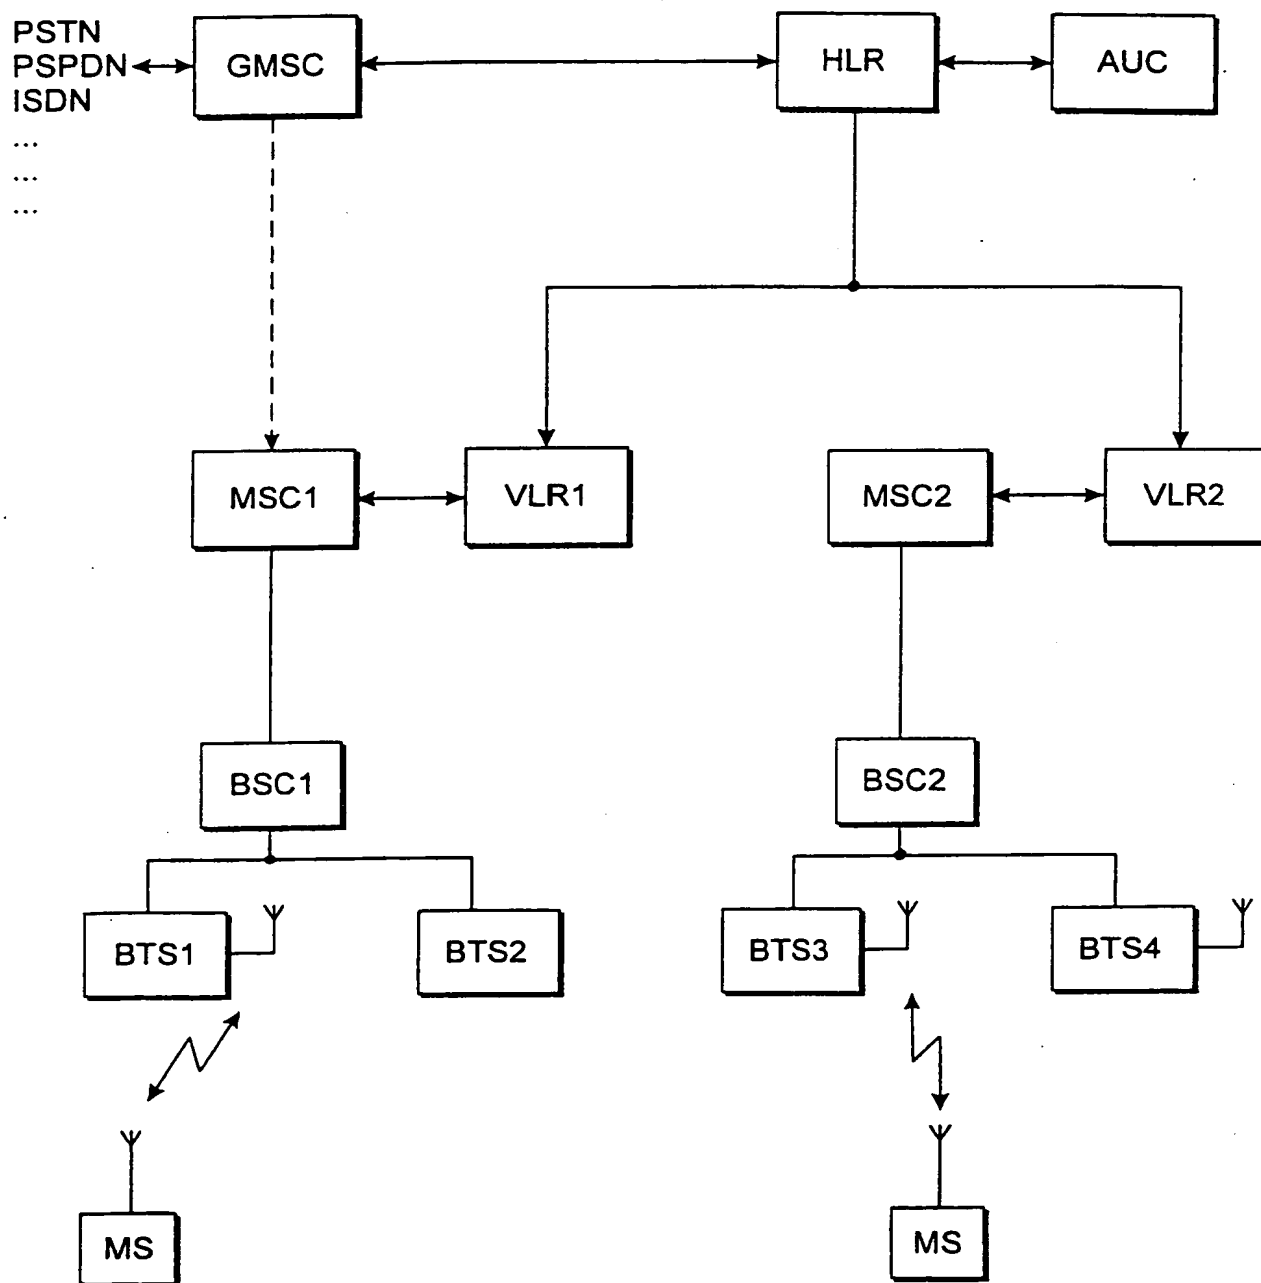 PSTN
PSPDN
ISDN
...
...
...
GMSC
HLR
AUC
MSC1
VLR1
MSC2
VLR2
BSC1
BSC2
BTS1
BTS2
BTS3
BTS4
MS
MS